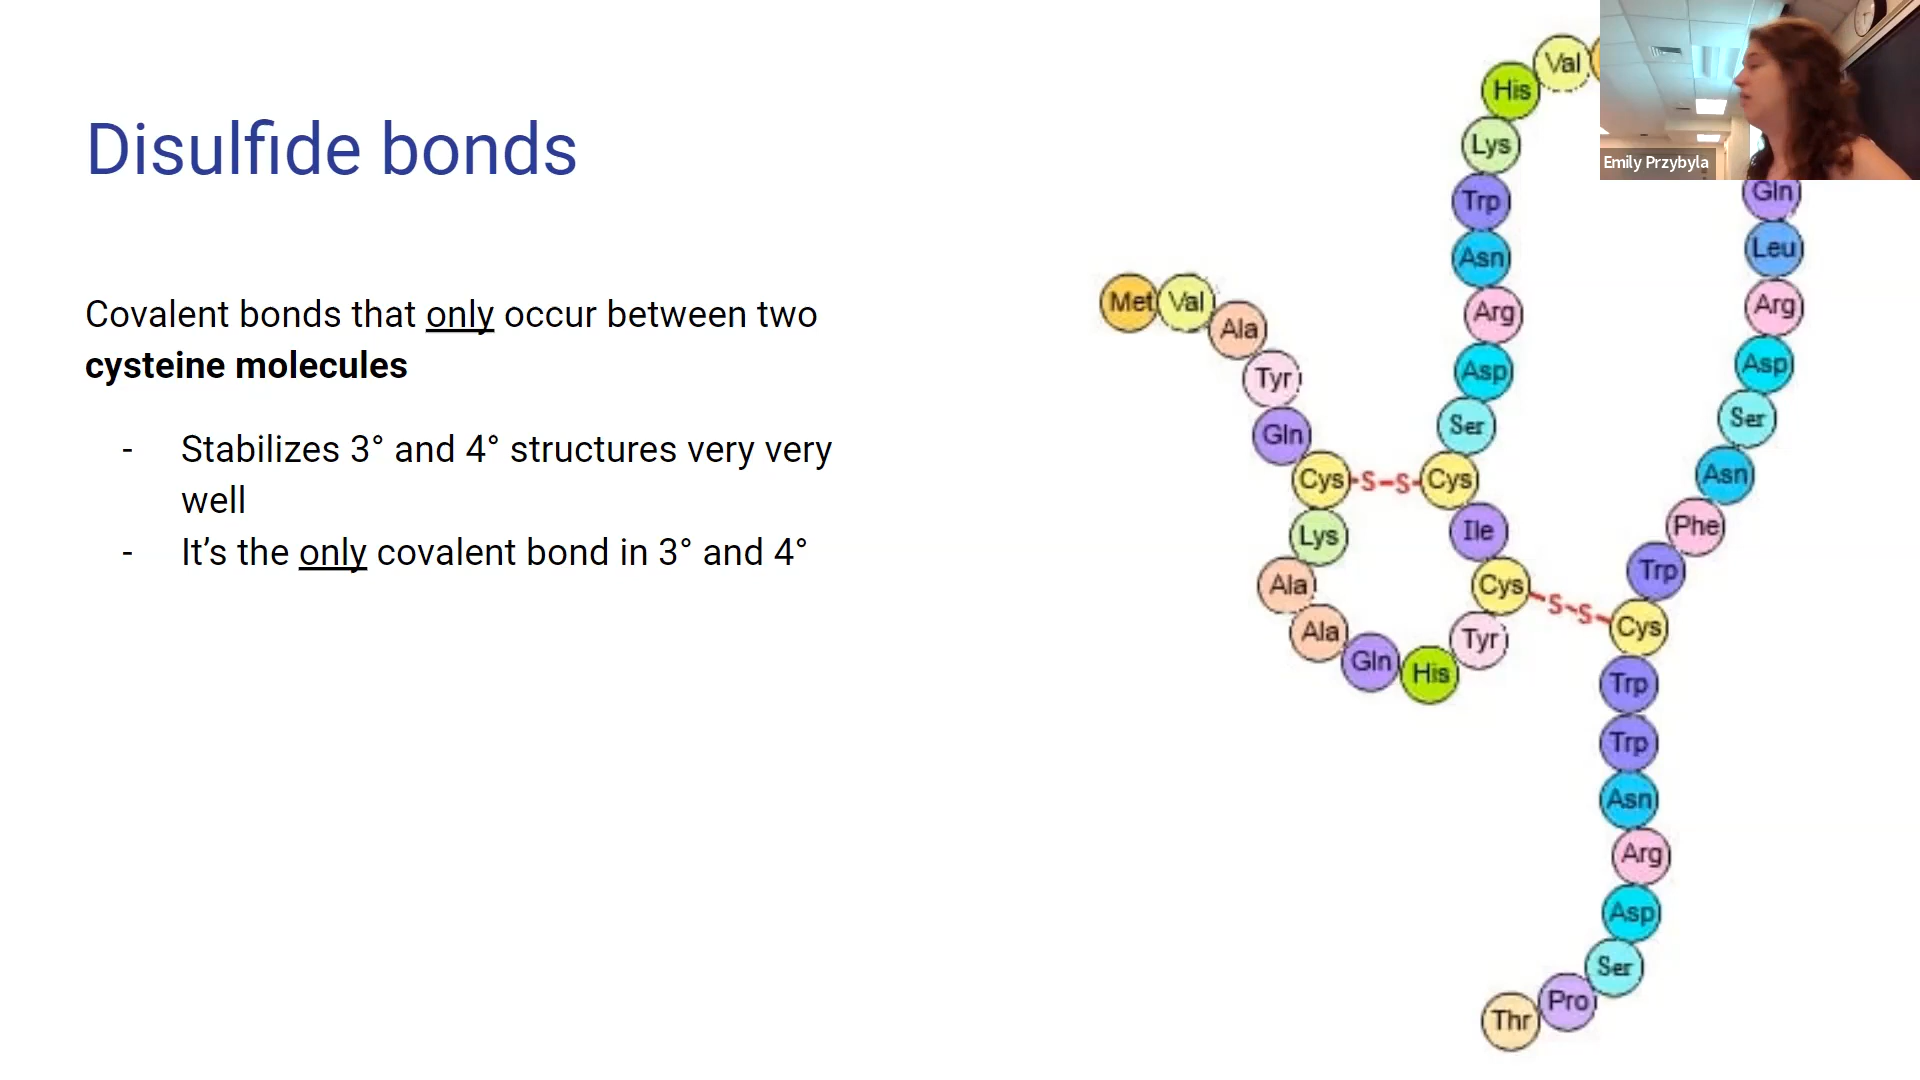 Disulfide bonds
Covalent bonds that only occur between two
cysteine molecules
- Stabilizes 3° and 4° structures very very
well
- It’s the only covalent bond in 3° and 4°
Met
Val
Ala
Tyr
Gln
Cys
Lys
Ala
Ala
Gln
His
Tyr
Cys
Ile
Cys
S
S
Ser
Asp
Arg
Asn
Trp
Lys
His
Val
Emily Przybyla
Gln
Leu
Arg
Asp
Ser
Asn
Phe
Trp
Cys
S
S
Trp
Trp
Asn
Arg
Asp
Ser
Pro
Thr